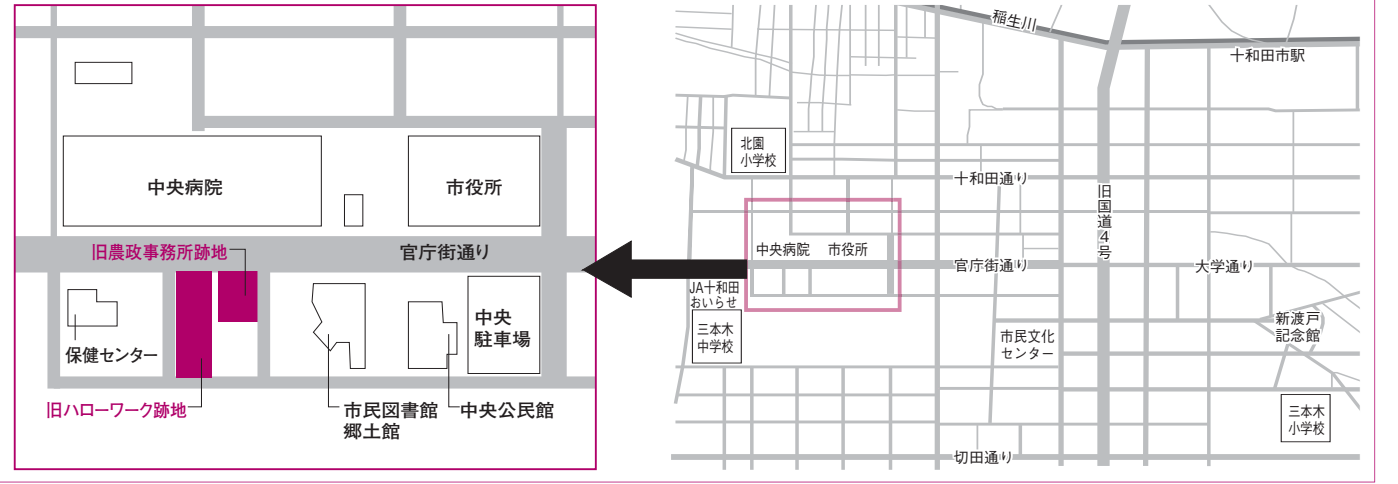 中央病院
市役所
旧農政事務所跡地
官庁街通り
保健センター
中央
駐車場
旧ハローワーク跡地
市民図書館
郷土館
中央公民館
稲生川
十和田市駅
北園
小学校
十和田通り
旧国道4号
中央病院
市役所
官庁街通り
大学通り
JA十和田
おいらせ
三本木
中学校
市民文化
センター
新渡戸
記念館
三本木
小学校
切田通り